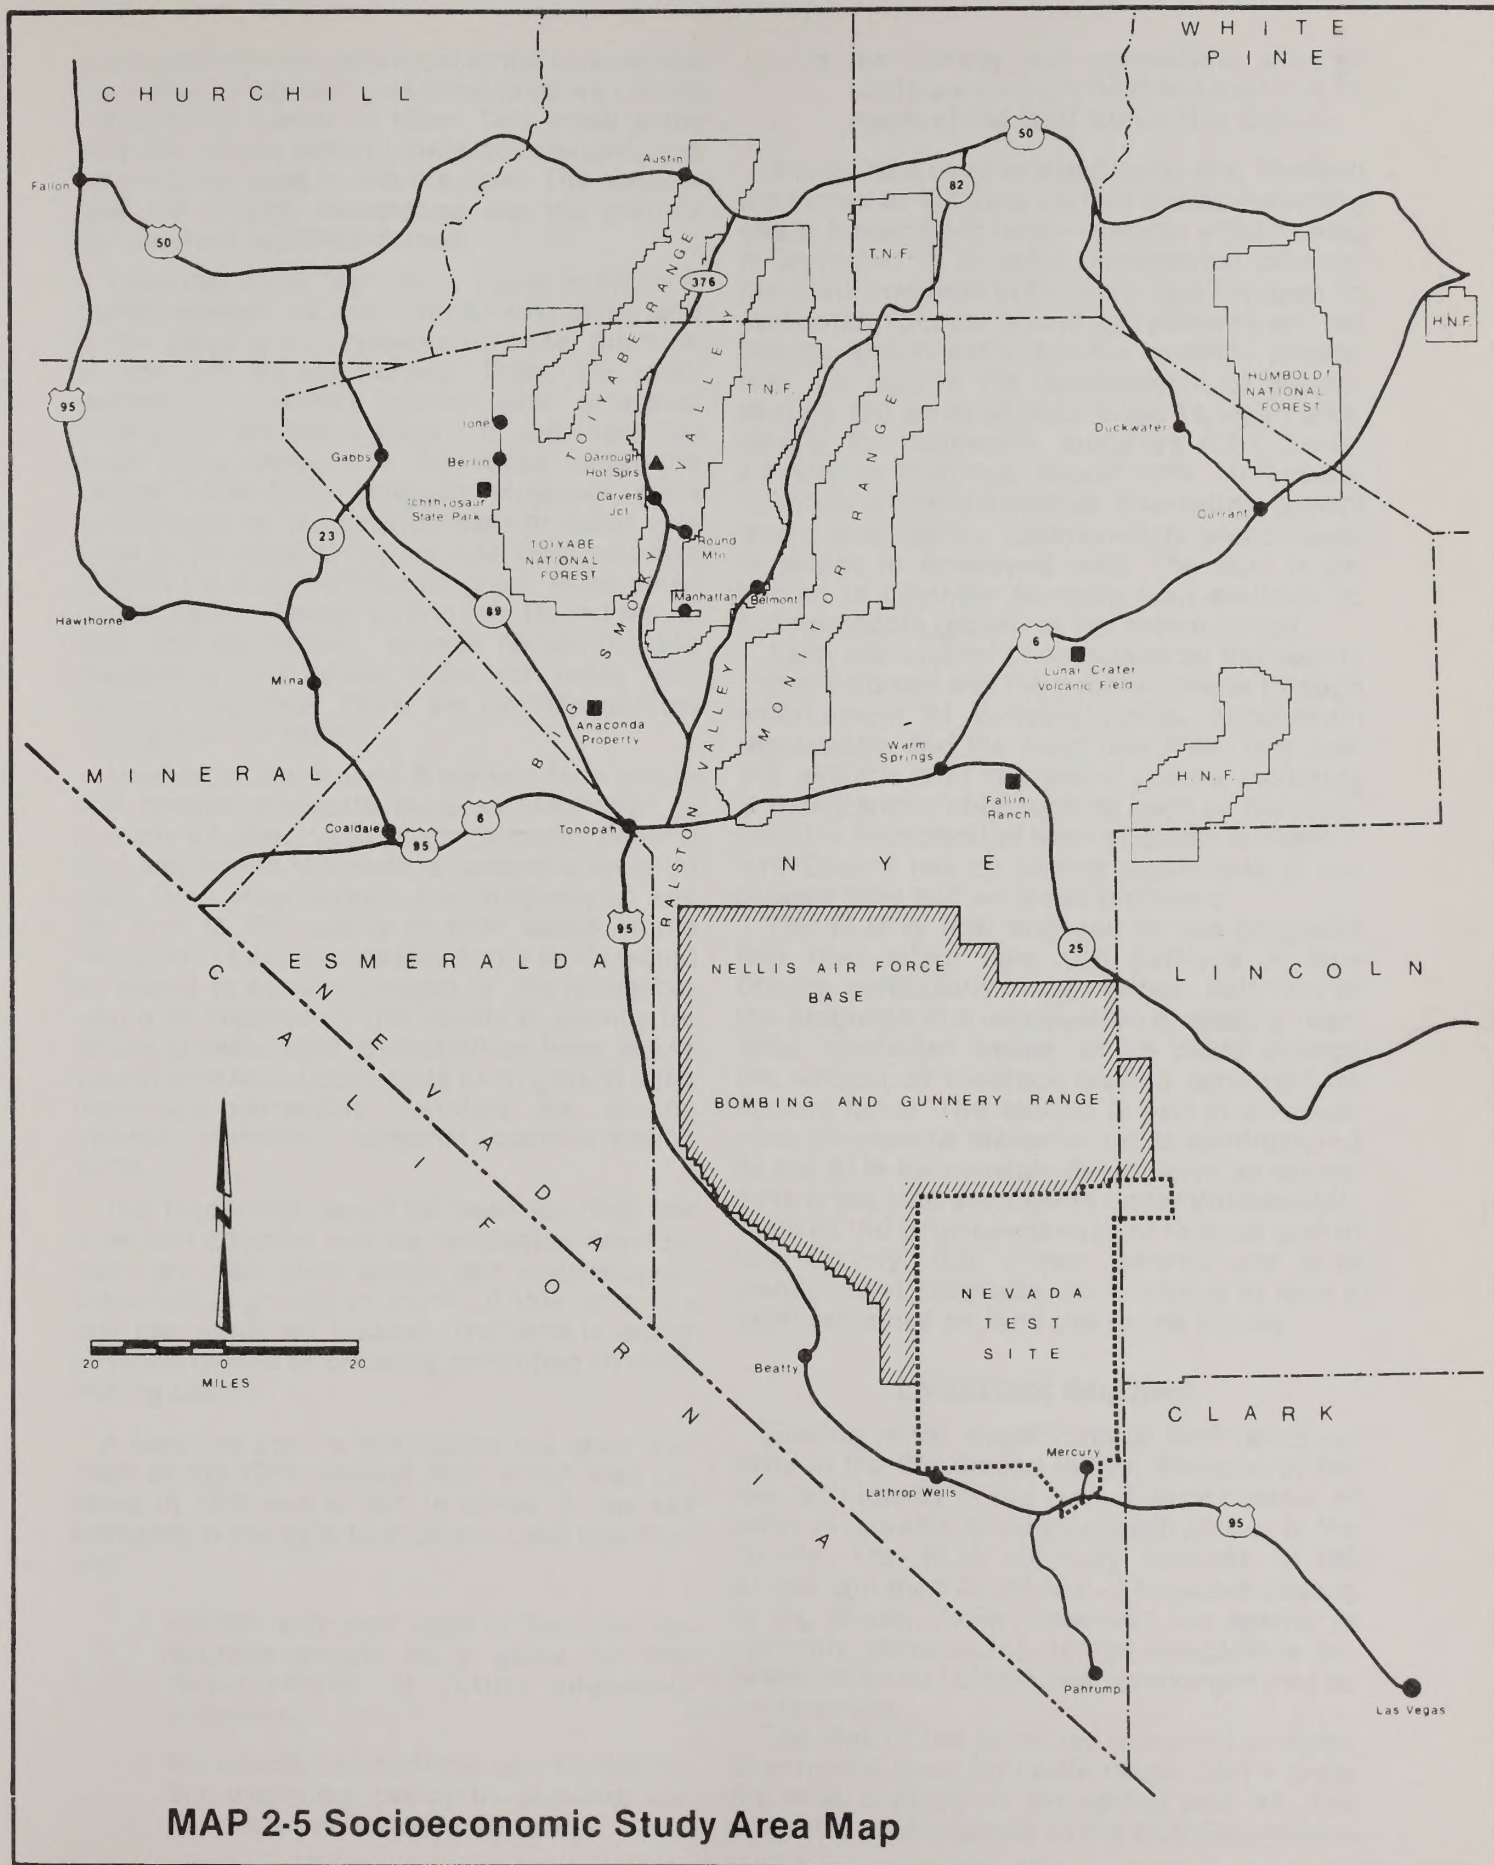 WHITE
PINE
CHURCHILL
50
Austin
Fallon
82
50
TOIYABE RANGE
T.N.F.
376
H.N.F.
95
HUMBOLDT
NATIONAL
FOREST
T.N.F.
Ione
Duckwater
Gabbs
Berlin
Darrough
Hot Sprs
Ichthyosaur
State Park
Carvers
Jct
Currant
23
Round
Mtn
TOIYABE
NATIONAL
FOREST
BIG SMOKY VALLEY
MONITOR RANGE
Manhattan
Belmont
Hawthorne
89
6
Lunar Crater
Volcanic Field
Mina
Anaconda
Property
Warm
Springs
MINERAL
H.N.F.
Fallini
Ranch
6
Coaldale
95
Tonopah
RALSTON VALLEY
NYE
95
25
ESMERALDA
NELLIS AIR FORCE
BASE
LINCOLN
NEVADA
CALIFORNIA
BOMBING AND GUNNERY RANGE
N
NEVADA
TEST
SITE
20 0 20
MILES
Beatty
CLARK
Mercury
Lathrop Wells
95
Pahrump
Las Vegas
MAP 2-5 Socioeconomic Study Area Map